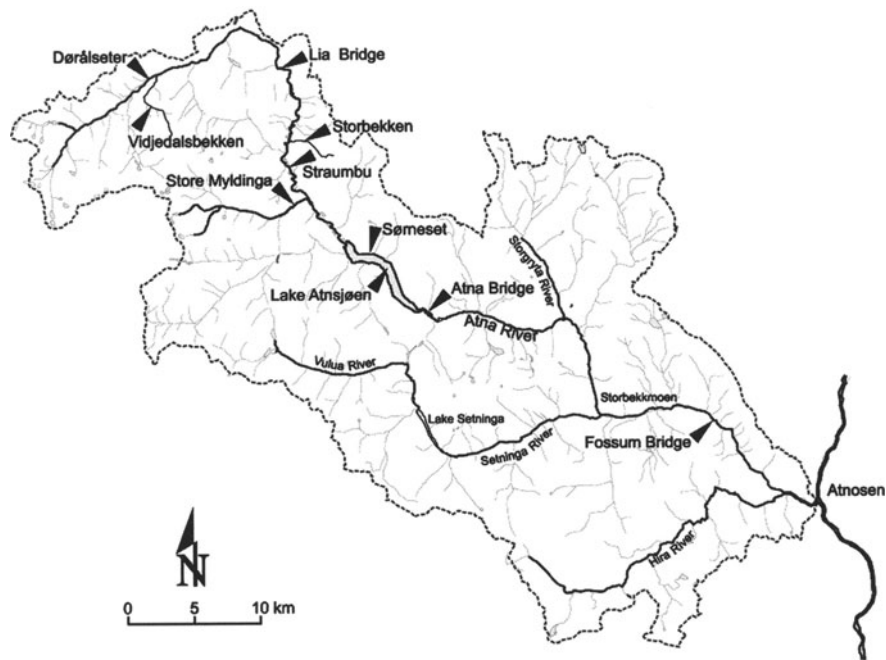 Dørålseter
Lia Bridge
Vidjedalsbekken
Storbekken
Straumbu
Store Myldinga
Sørneset
Storgryta River
Lake Atnsjøen
Atna Bridge
Atna River
Vulua River
Storbekkmoen
Lake Setninga
Setninga River
Fossum Bridge
Atnosen
Hira River
N
0 5 10 km